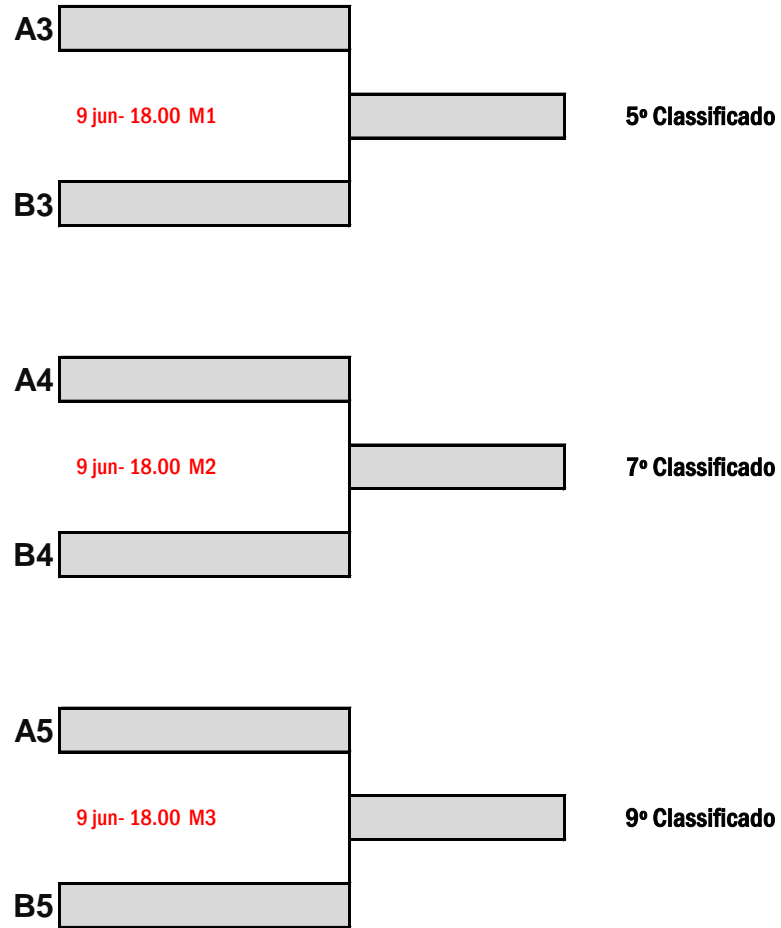 A3
9 jun- 18.00 M1
5º Classificado
B3
A4
9 jun- 18.00 M2
7º Classificado
B4
A5
9 jun- 18.00 M3
9º Classificado
B5